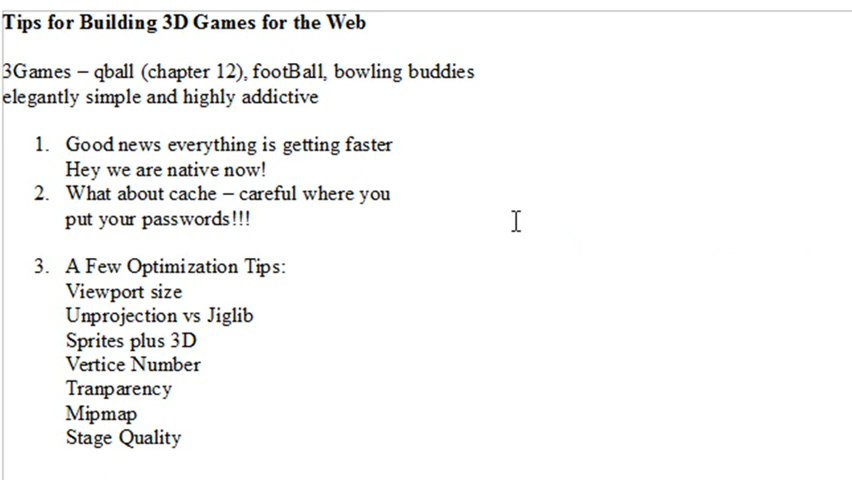 Tips for Building 3D Games for the Web
3Games – qball (chapter 12), footBall, bowling buddies
elegantly simple and highly addictive
1. Good news everything is getting faster
Hey we are native now!
2. What about cache – careful where you
put your passwords!!!
3. A Few Optimization Tips:
Viewport size
Unprojection vs Jiglib
Sprites plus 3D
Vertice Number
Tranparency
Mipmap
Stage Quality